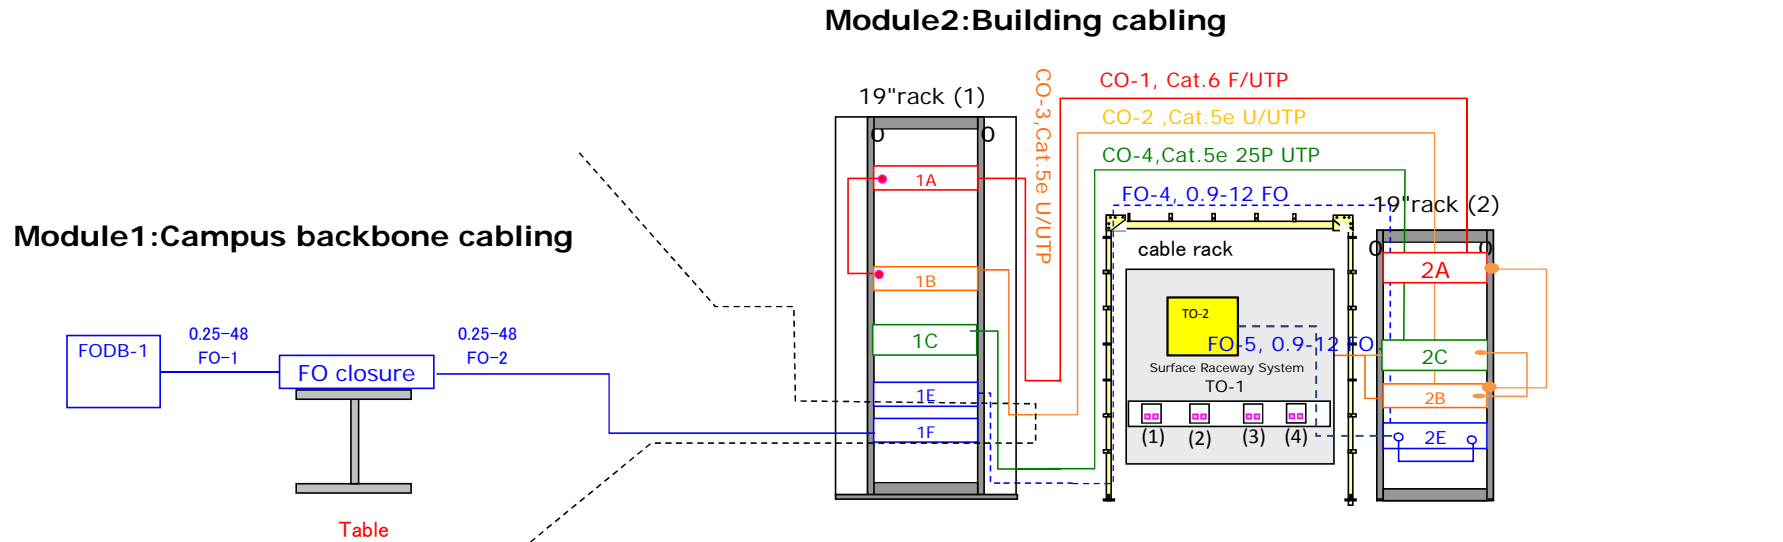 Module2:Building cabling
CO-1, Cat.6 F/UTP
19"rack (1)
CO-3,Cat.5e U/UTP
CO-2 ,Cat.5e U/UTP
O
O
CO-4,Cat.5e 25P UTP
1A
FO-4, 0.9-12 FO
19"rack (2)
Module1:Campus backbone cabling
cable rack
O
O
2A
1B
TO-2
0.25-48
FO-1
0.25-48
FO-2
1C
FODB-1
FO-5, 0.9-12 FO
2C
FO closure
Surface Raceway System
TO-1
1E
2B
1F
(1)
(2)
(3)
(4)
2E
Table